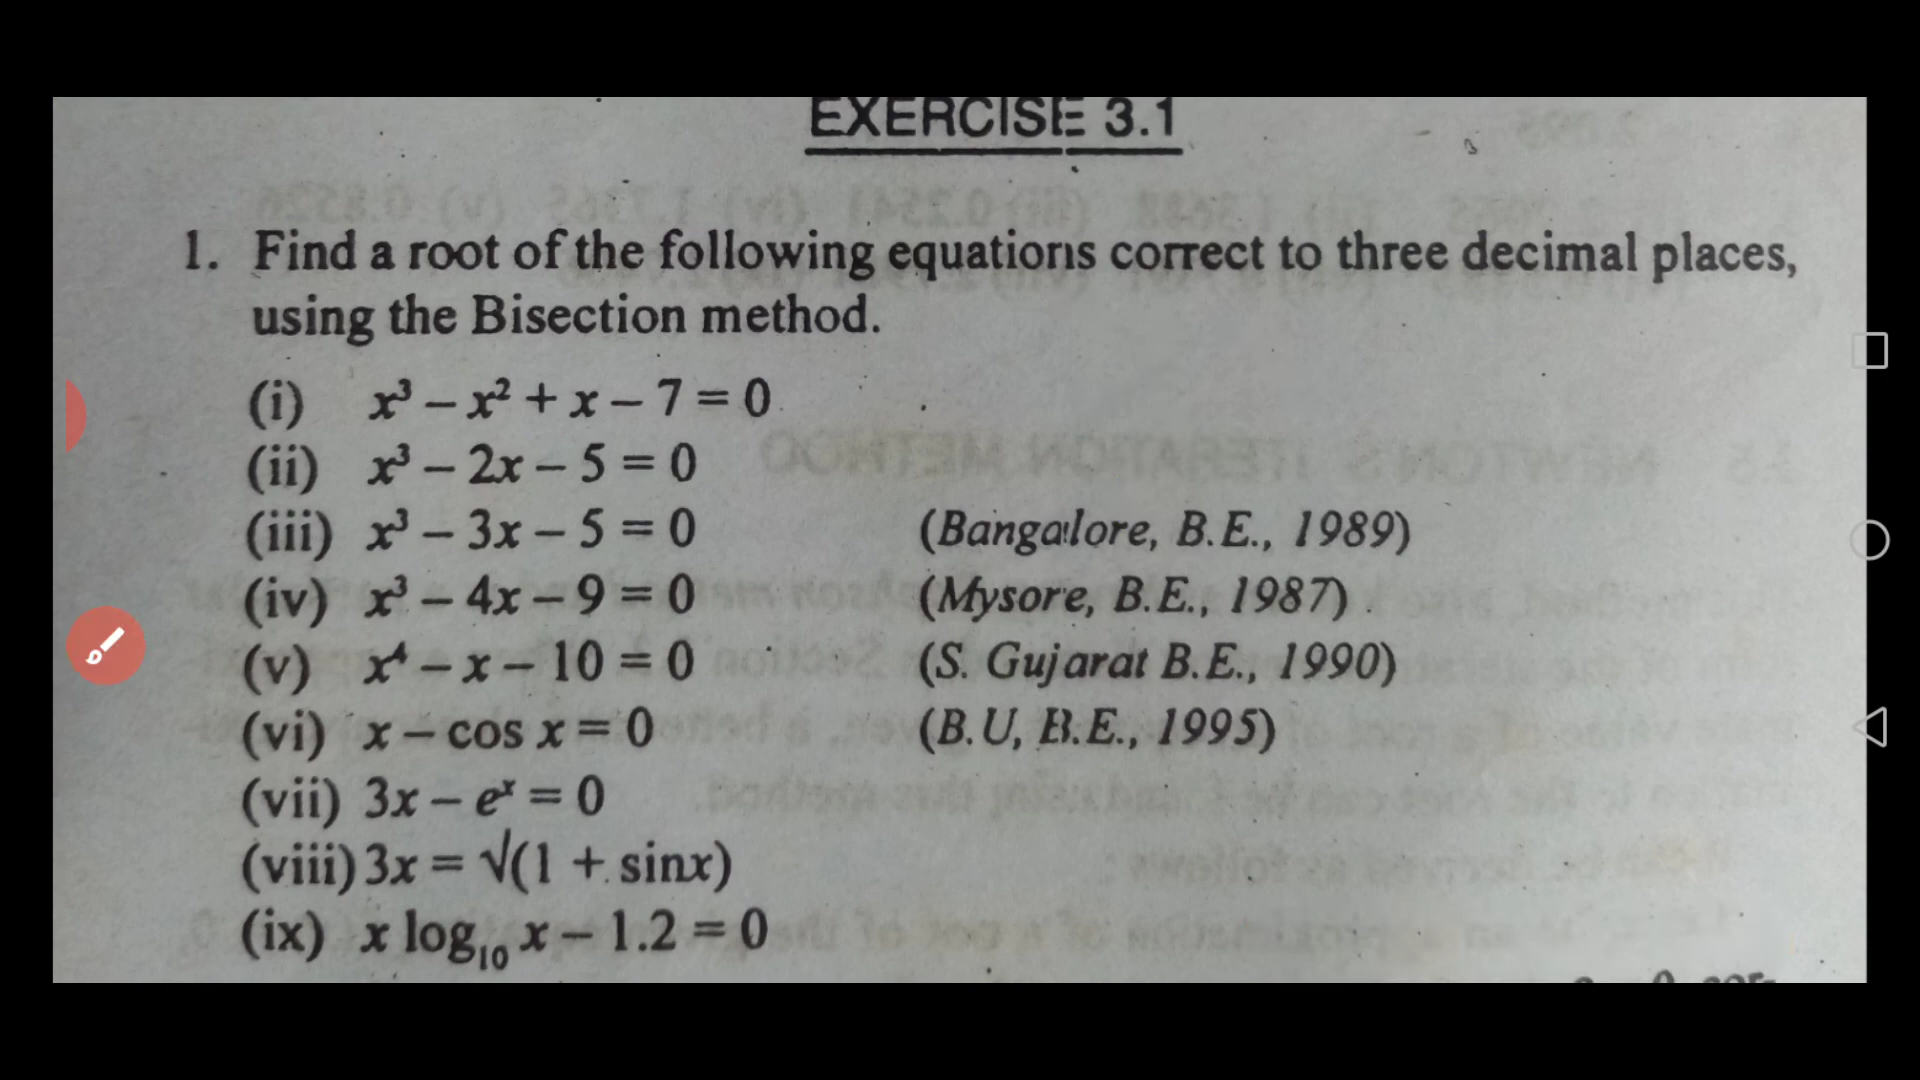 EXERCISE 3.1
1. Find a root of the following equations correct to three decimal places,
using the Bisection method.
(i) x³ – x² + x – 7 = 0
(ii) x³ – 2x – 5 = 0
(iii) x³ – 3x – 5 = 0 (Bangalore, B.E., 1989)
(iv) x³ – 4x – 9 = 0 (Mysore, B.E., 1987)
(v) x⁴ – x – 10 = 0 (S. Gujarat B.E., 1990)
(vi) x – cos x = 0 (B.U, B.E., 1995)
(vii) 3x – eˣ = 0
(viii) 3x = √(1 + sinx)
(ix) x log₁₀ x – 1.2 = 0